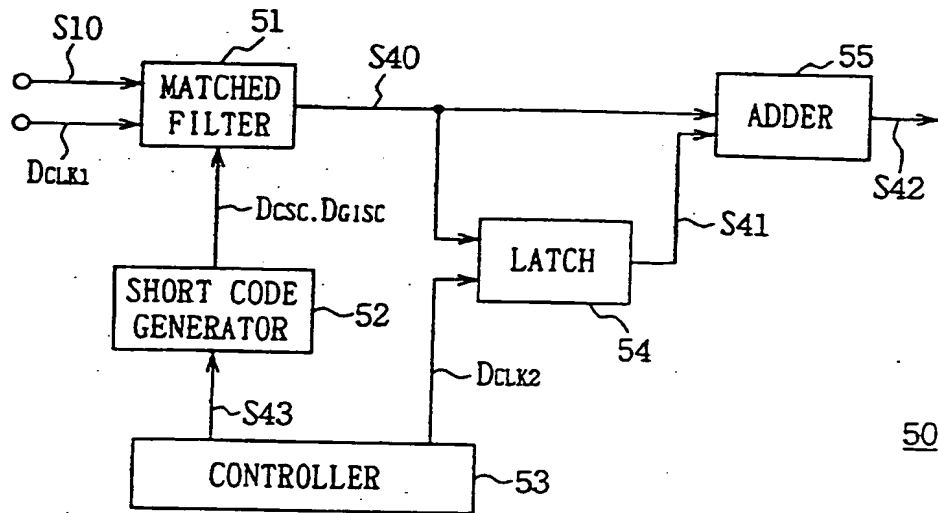 S10
51
S40
55
MATCHED
FILTER
ADDER
DCLK1
S42
DCSC.DGISC
S41
LATCH
SHORT CODE
GENERATOR
52
54
DCLK2
S43
50
CONTROLLER
53